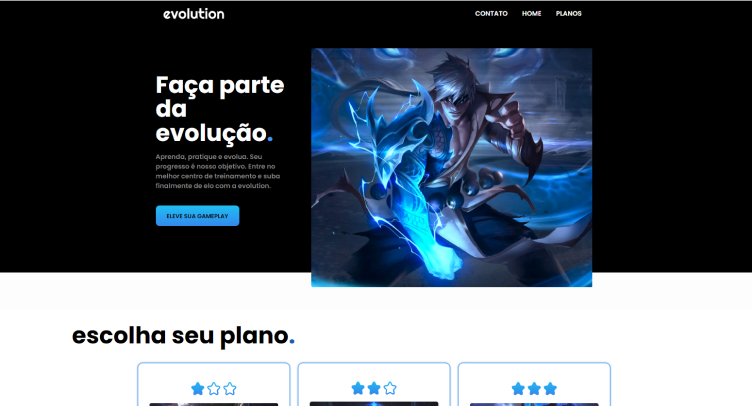 evolution
CONTATO HOME PLANOS
Faça parte
da
evolução.
Aprenda, pratique e evolua. Seu
progresso é nosso objetivo. Entre no
melhor centro de treinamento e suba
finalmente de elo com a evolution.
ELEVE SUA GAMEPLAY
escolha seu plano.